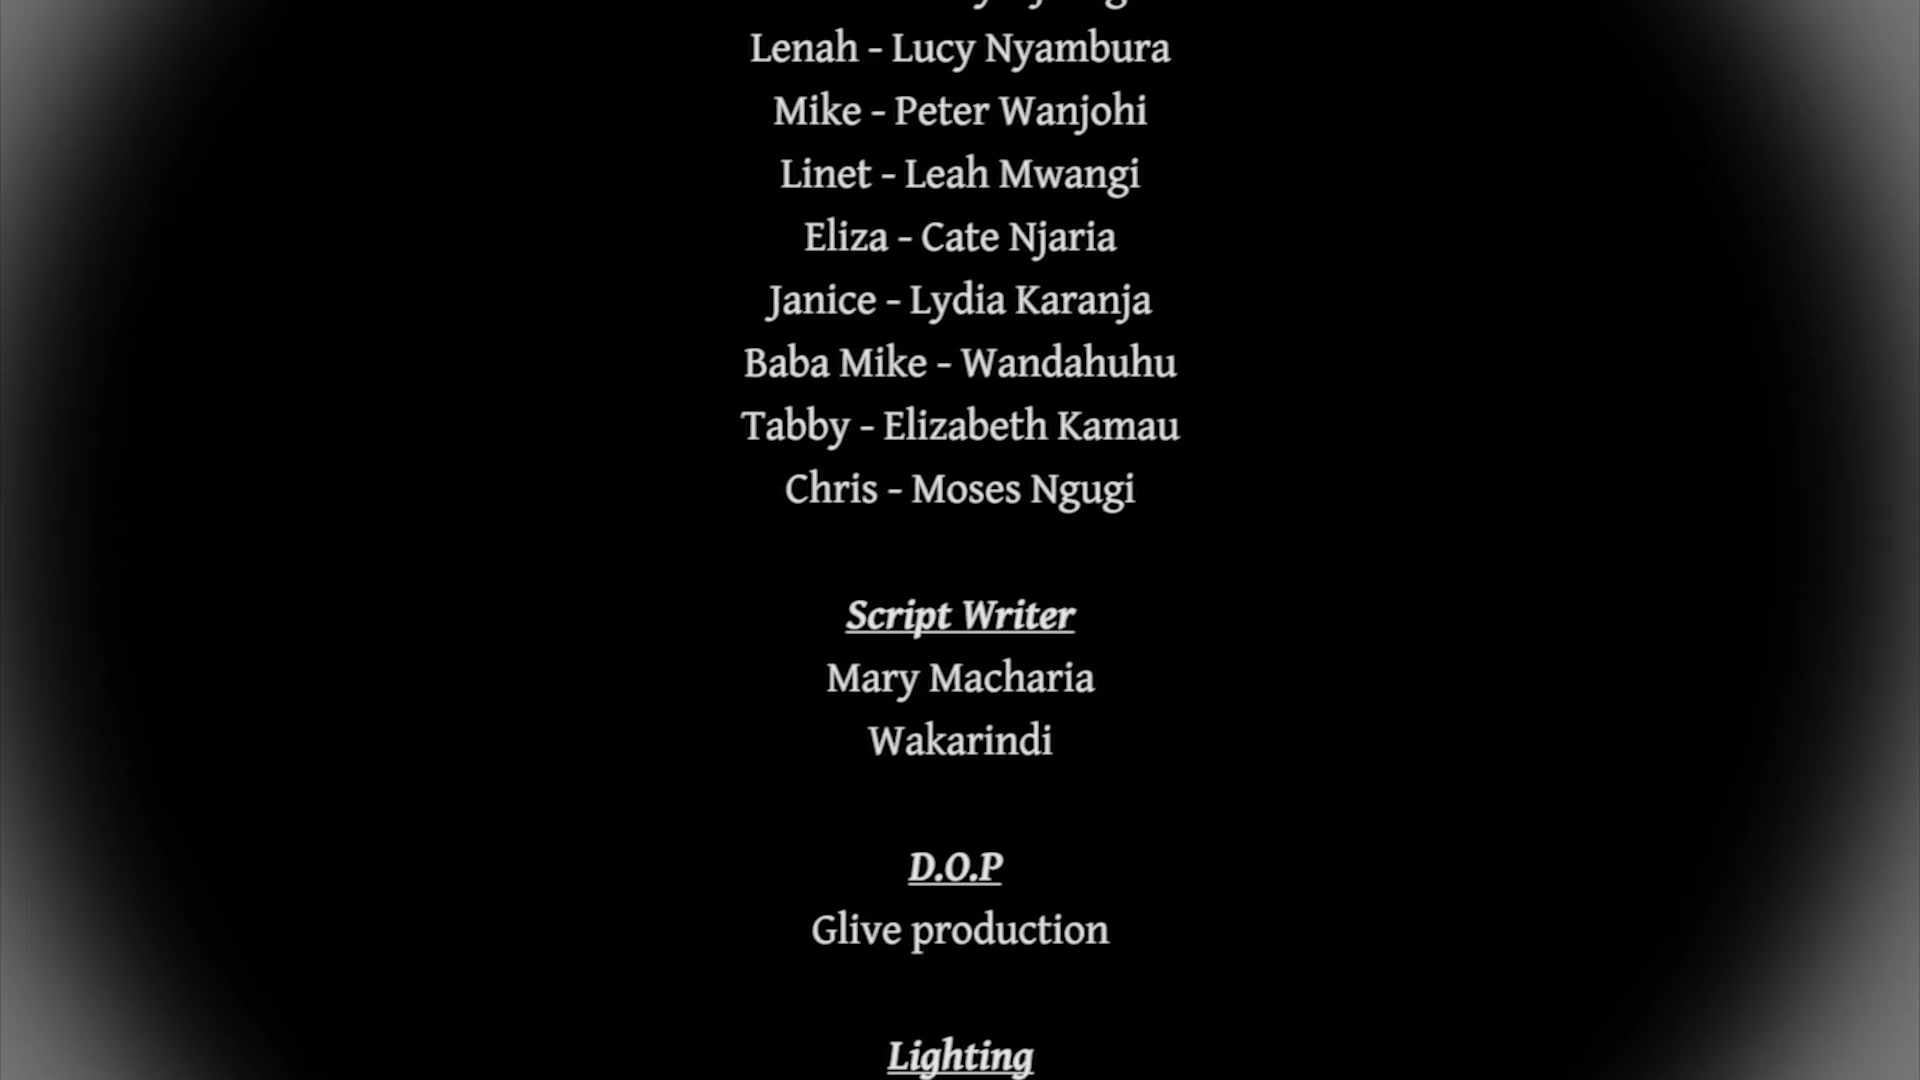 Lenah - Lucy Nyambura
Mike - Peter Wanjohi
Linet - Leah Mwangi
Eliza - Cate Njaria
Janice - Lydia Karanja
Baba Mike - Wandahuhu
Tabby - Elizabeth Kamau
Chris - Moses Ngugi
Script Writer
Mary Macharia
Wakarindi
D.O.P
Glive production
Lighting